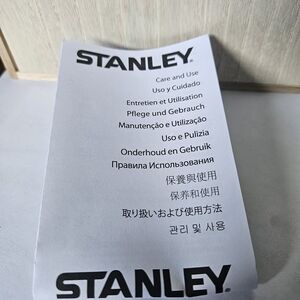 STANLEY®
Care and Use
Uso y Cuidado
Entretien et Utilisation
Pflege und Gebrauch
Manutenção e Utilização
Uso e Pulizia
Onderhoud en Gebruik
Правила Использования
保養與使用
保养和使用
取り扱いおよび使用方法
관리 및 사용
STANLEY®